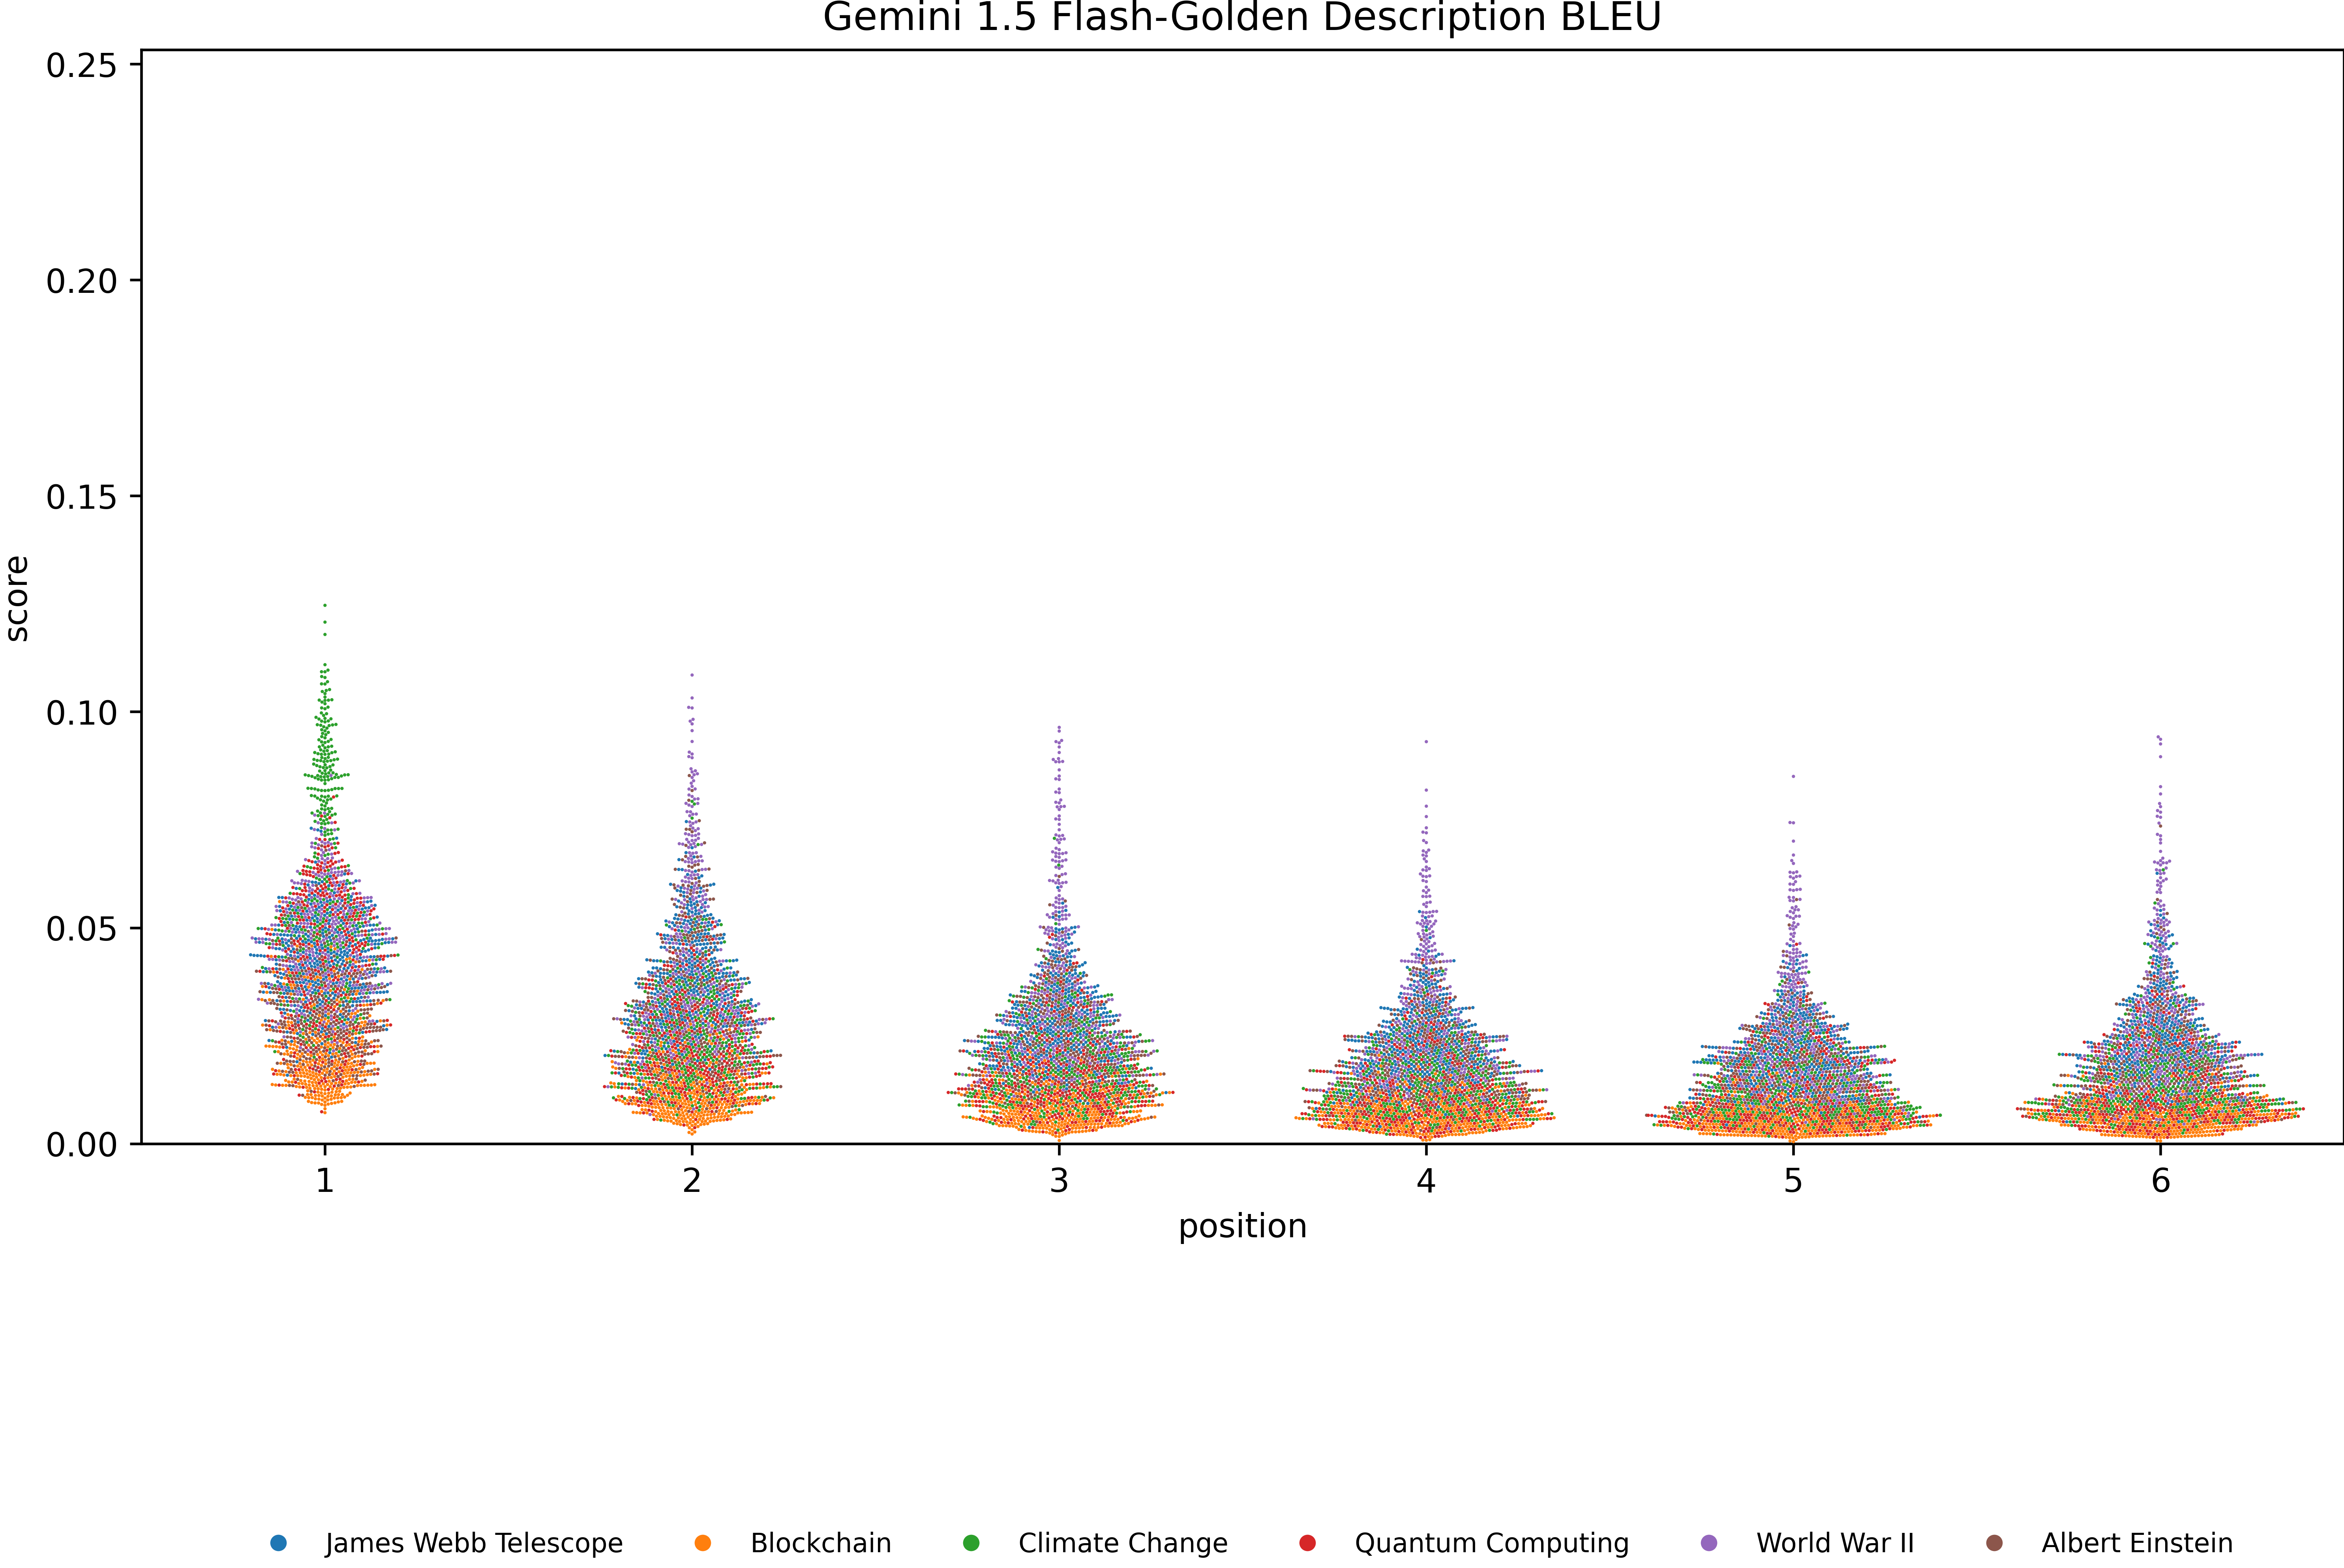 Gemini 1.5 Flash-Golden Description BLEU
0.25
0.20
0.15
0.10
0.05
0.00
score
1 2 3 4 5 6
position
James Webb Telescope Blockchain Climate Change Quantum Computing World War II Albert Einstein